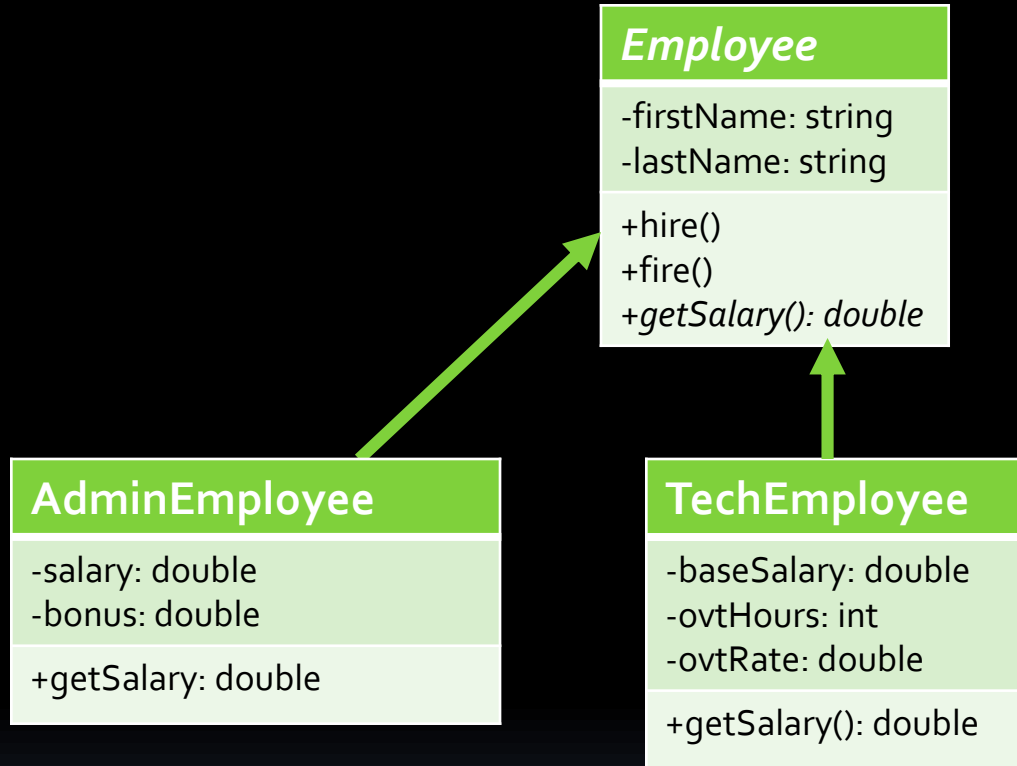 Employee
-firstName: string
-lastName: string
+hire()
+fire()
+getSalary(): double
AdminEmployee
-salary: double
-bonus: double
+getSalary: double
TechEmployee
-baseSalary: double
-ovtHours: int
-ovtRate: double
+getSalary(): double